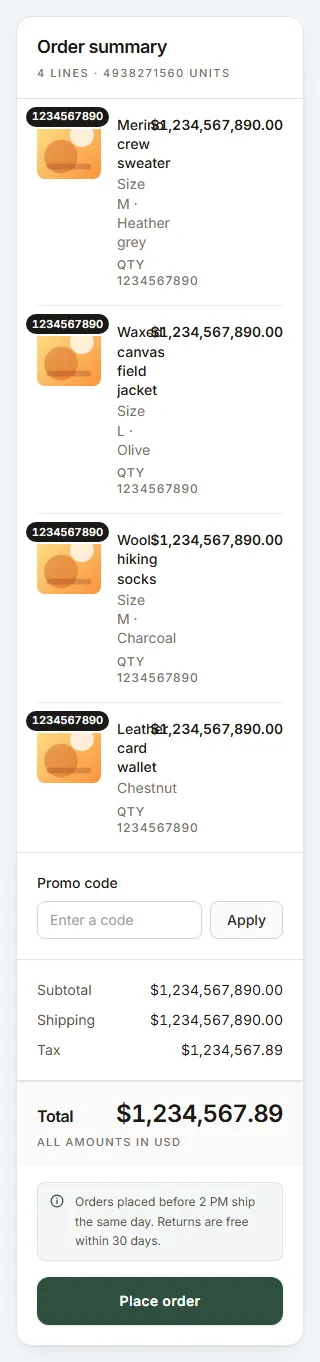 Order summary
4 LINES · 4938271560 UNITS
1234567890
Merino $1,234,567,890.00
crew
sweater
Size
M ·
Heather
grey
QTY
1234567890
1234567890
Waxed $1,234,567,890.00
canvas
field
jacket
Size
L ·
Olive
QTY
1234567890
1234567890
Wool $1,234,567,890.00
hiking
socks
Size
M ·
Charcoal
QTY
1234567890
1234567890
Leather $1,234,567,890.00
card
wallet
Chestnut
QTY
1234567890
Promo code
Enter a code
Apply
Subtotal $1,234,567,890.00
Shipping $1,234,567,890.00
Tax $1,234,567.89
Total $1,234,567.89
ALL AMOUNTS IN USD
Orders placed before 2 PM ship
the same day. Returns are free
within 30 days.
Place order